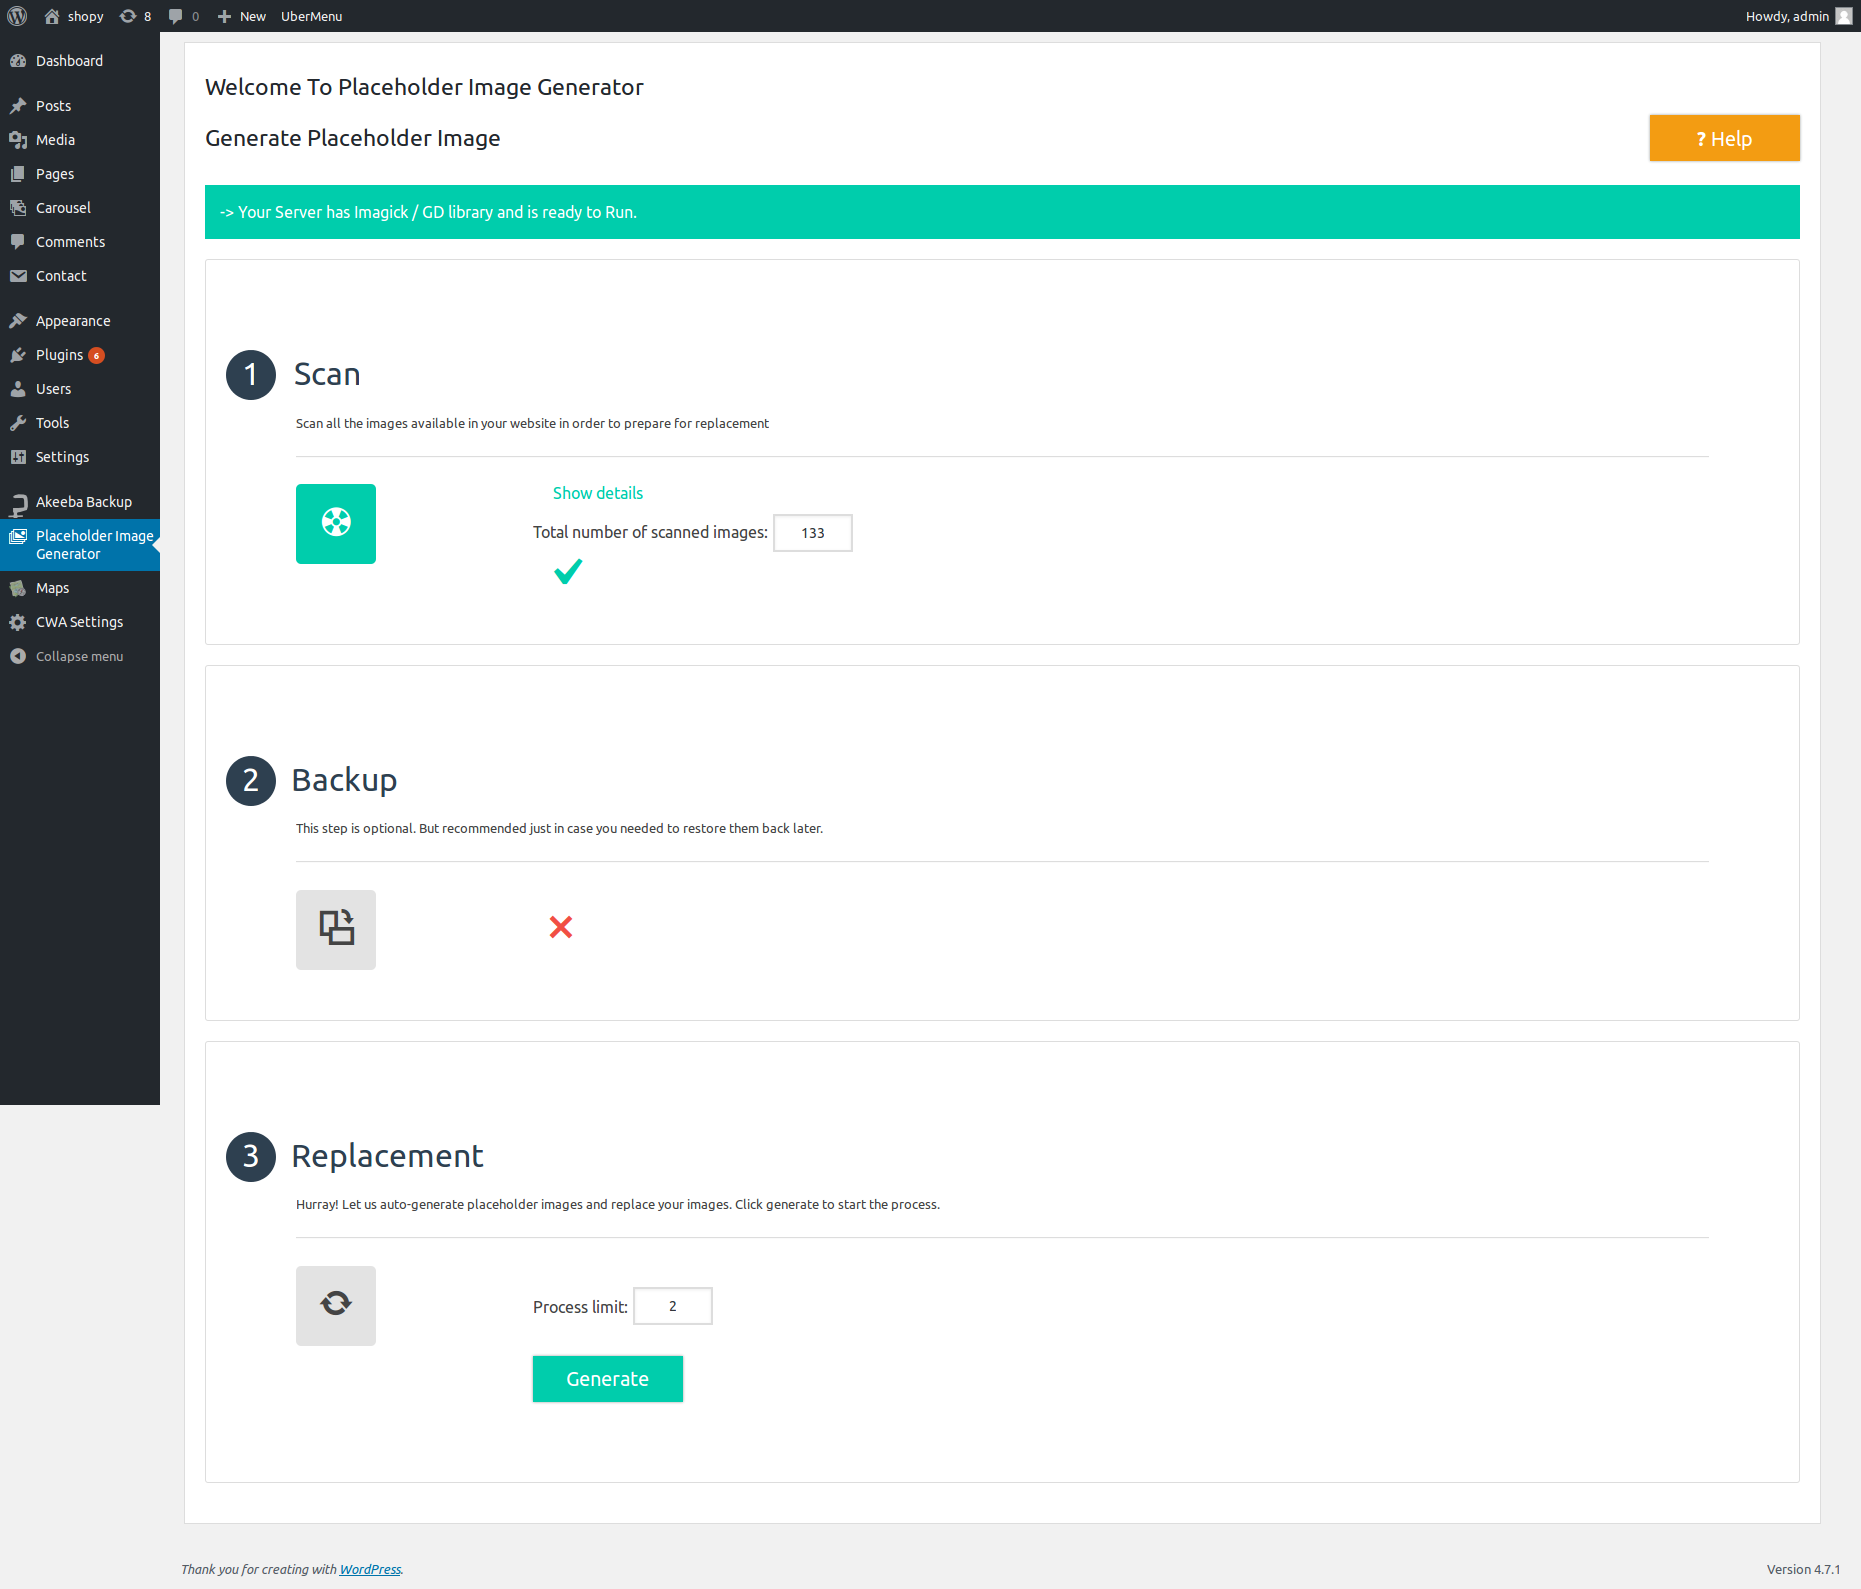 shopy 8 0 New UberMenu Howdy, admin
Dashboard
Posts
Media
Pages
Carousel
Comments
Contact
Appearance
Plugins 6
Users
Tools
Settings
Akeeba Backup
Placeholder Image
Generator
Maps
CWA Settings
Collapse menu
Welcome To Placeholder Image Generator
Generate Placeholder Image
? Help
-> Your Server has Imagick / GD library and is ready to Run.
1 Scan
Scan all the images available in your website in order to prepare for replacement
Show details
Total number of scanned images: 133
2 Backup
This step is optional. But recommended just in case you needed to restore them back later.
3 Replacement
Hurray! Let us auto-generate placeholder images and replace your images. Click generate to start the process.
Process limit: 2
Generate
Thank you for creating with WordPress.
Version 4.7.1